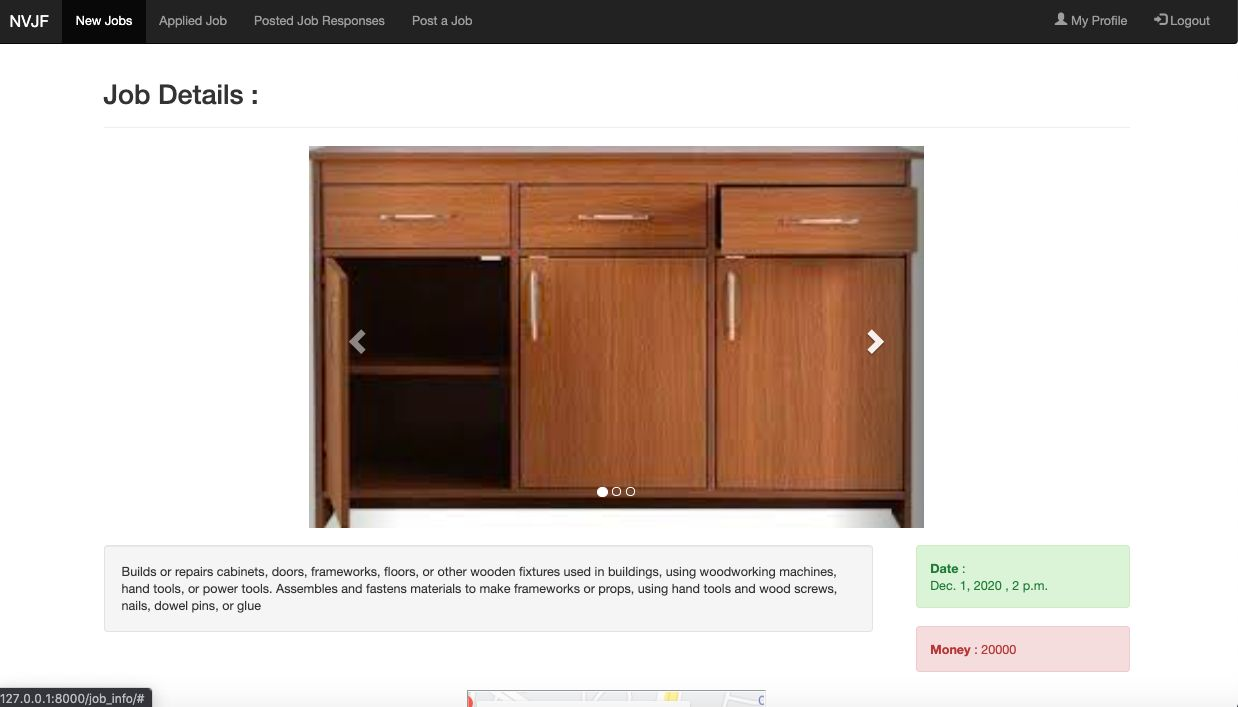 NVJF New Jobs Applied Job Posted Job Responses Post a Job My Profile Logout
Job Details :
Builds or repairs cabinets, doors, frameworks, floors, or other wooden fixtures used in buildings, using woodworking machines,
hand tools, or power tools. Assembles and fastens materials to make frameworks or props, using hand tools and wood screws,
nails, dowel pins, or glue
Date :
Dec. 1, 2020 , 2 p.m.
Money : 20000
127.0.0.1:8000/job_info/#